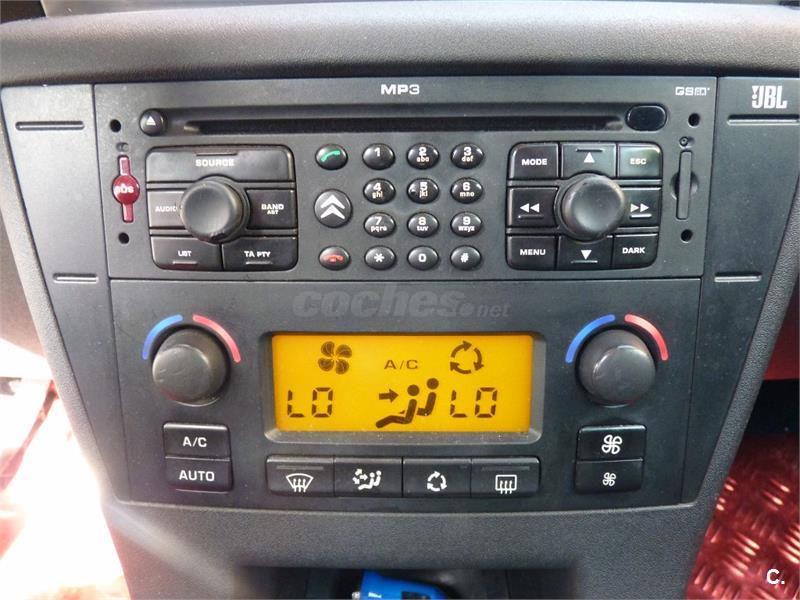 MP3
JBL
SOURCE
AUDIO
BAND
AST
LIST
TA PTY
SOS
1
2
abc
3
def
4
ghi
5
jkl
6
mno
7
pqrs
8
tuv
9
wxyz
*
0
#
MODE
ESC
MENU
DARK
coches.net
A/C
LO
LO
A/C
AUTO
C.